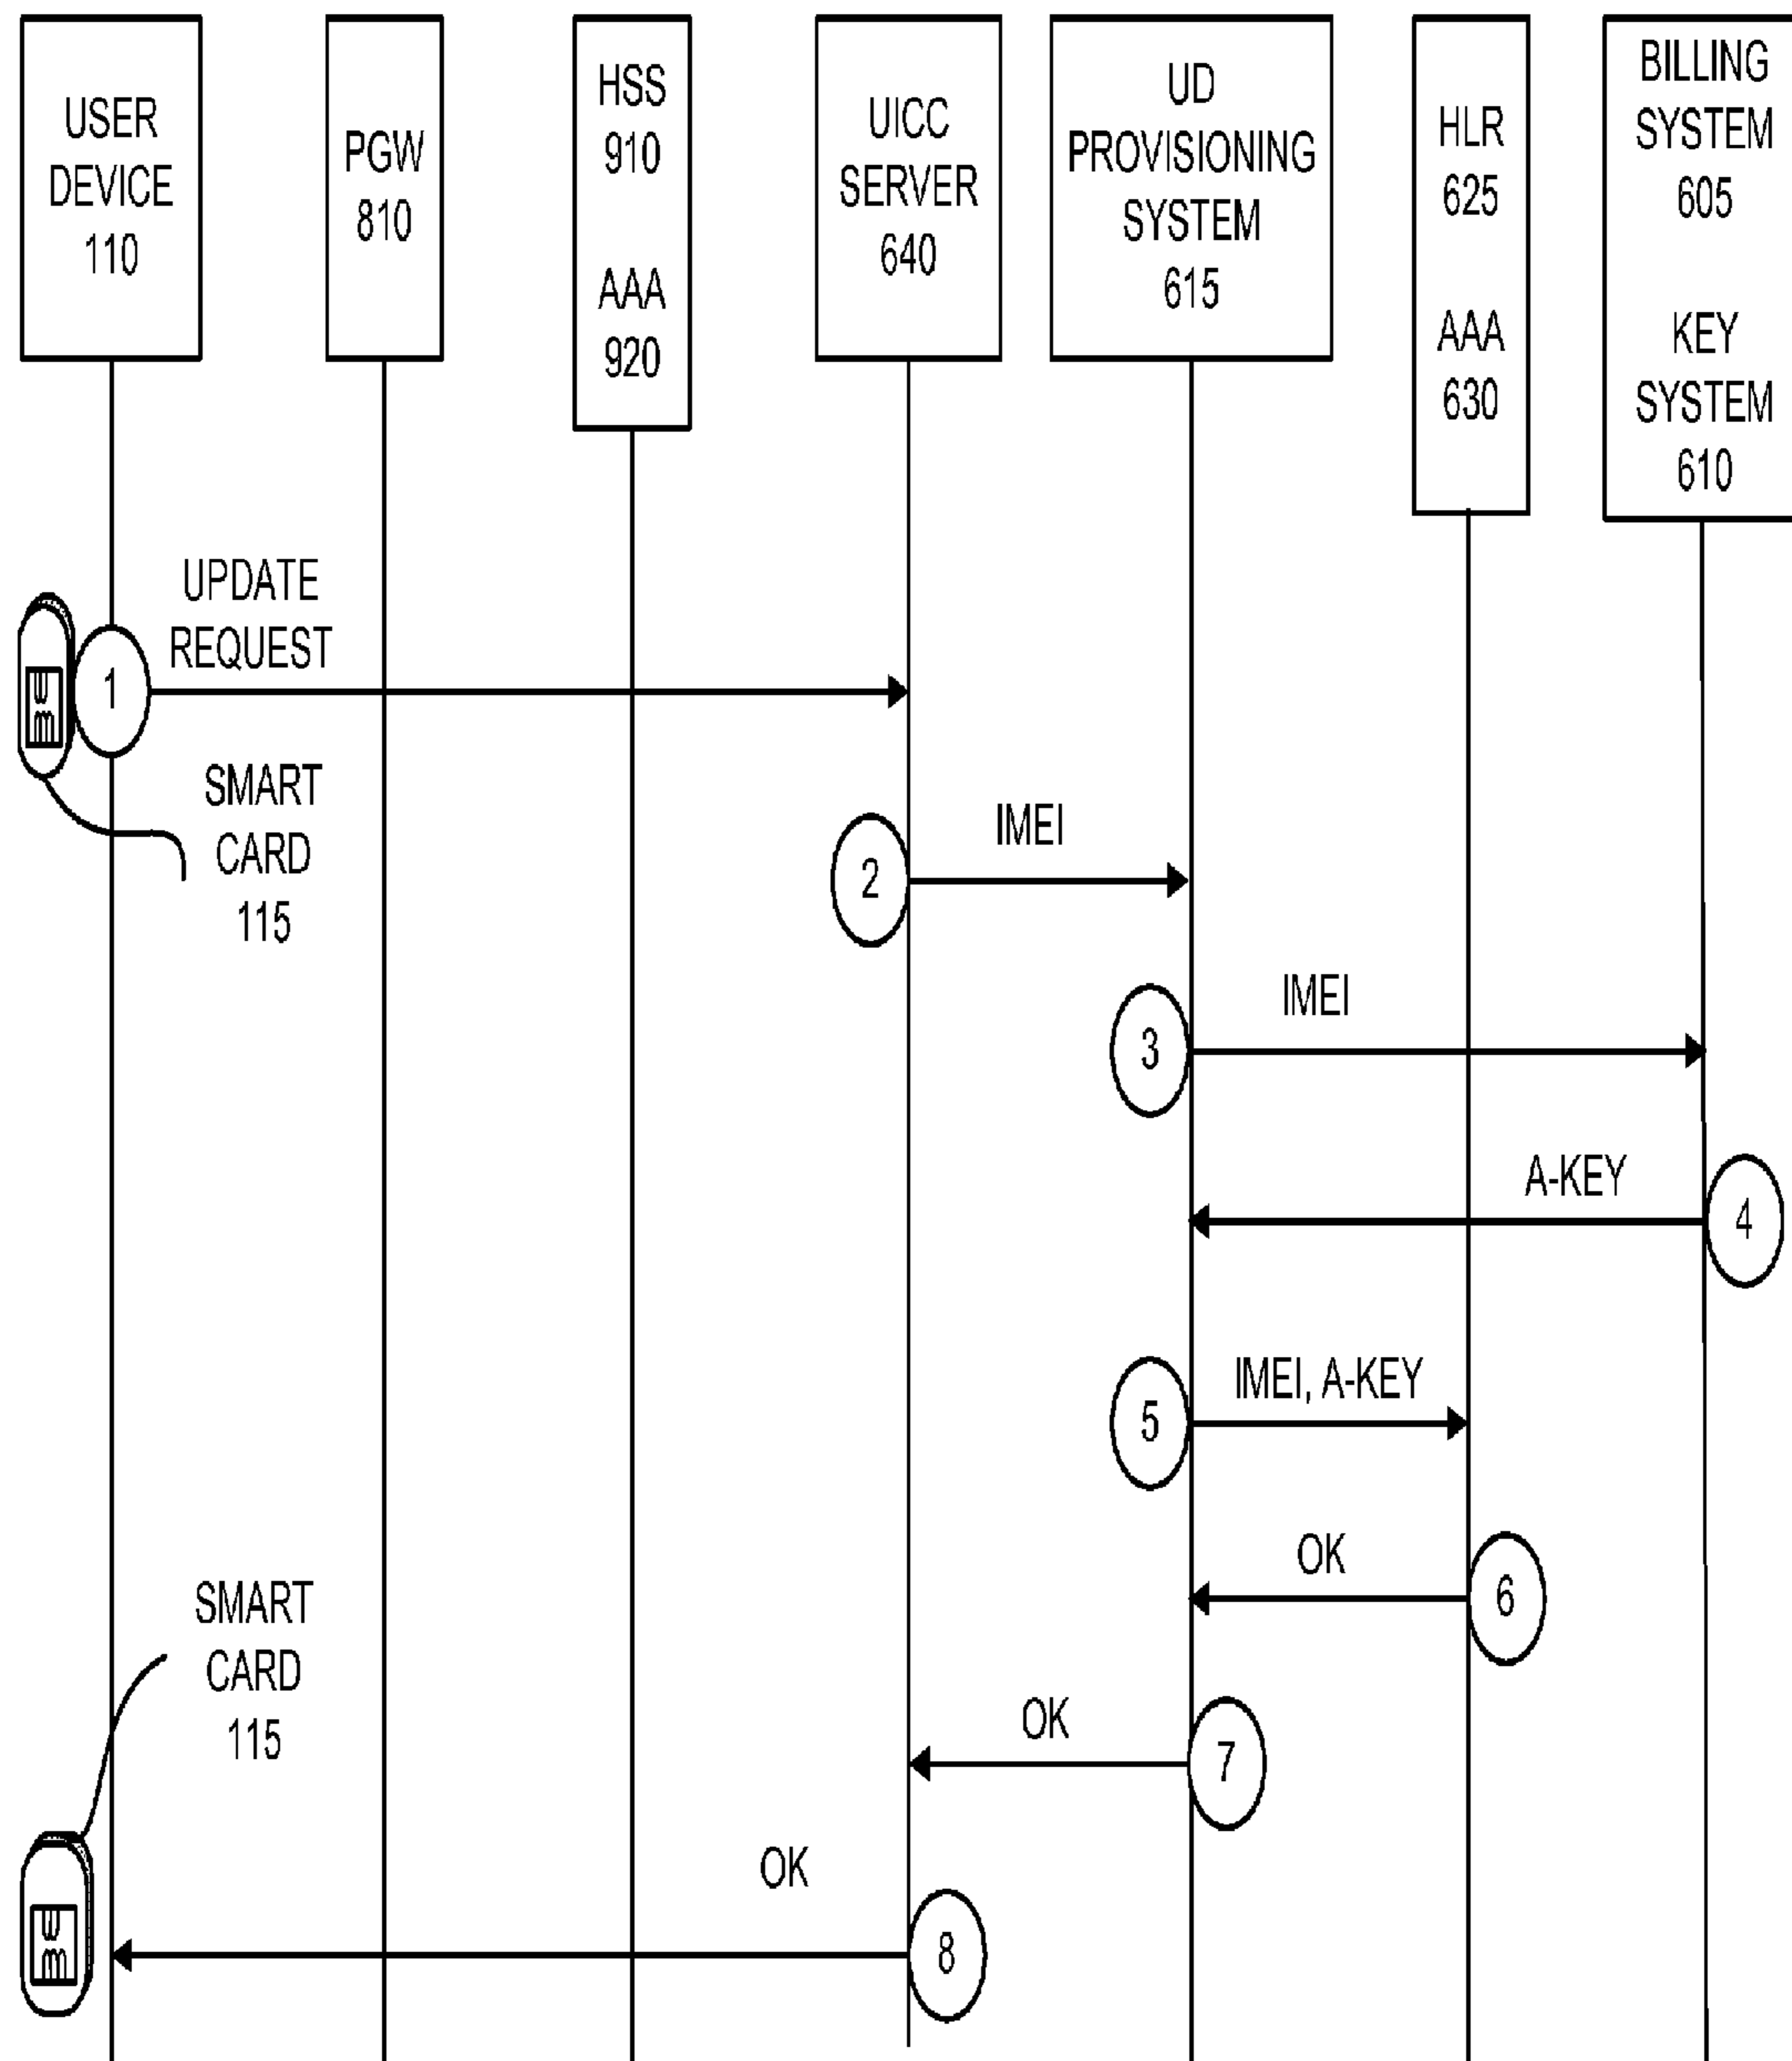 USER
DEVICE
110
PGW
810
HSS
910
AAA
920
UICC
SERVER
640
UD
PROVISIONING
SYSTEM
615
HLR
625
AAA
630
BILLING
SYSTEM
605
KEY
SYSTEM
610
UPDATE
REQUEST
1
SMART
CARD
115
IMEI
2
IMEI
3
A-KEY
4
IMEI, A-KEY
5
OK
6
SMART
CARD
115
OK
7
OK
8